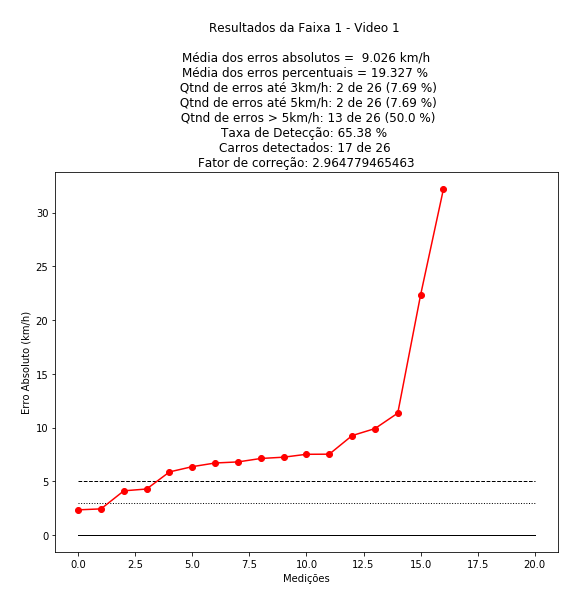 Resultados da Faixa 1 - Video 1
Média dos erros absolutos =  9.026 km/h
Média dos erros percentuais = 19.327 %
Qtnd de erros até 3km/h: 2 de 26 (7.69 %)
Qtnd de erros até 5km/h: 2 de 26 (7.69 %)
Qtnd de erros > 5km/h: 13 de 26 (50.0 %)
Taxa de Detecção: 65.38 %
Carros detectados: 17 de 26
Fator de correção: 2.964779465463
30
25
20
15
10
5
0
Erro Absoluto (km/h)
0.0 2.5 5.0 7.5 10.0 12.5 15.0 17.5 20.0
Medições